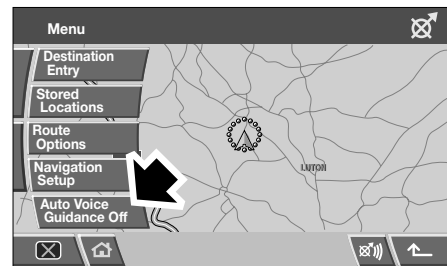 Menu
Destination
Entry
Stored
Locations
Route
Options
Navigation
Setup
Auto Voice
Guidance Off
LUTON